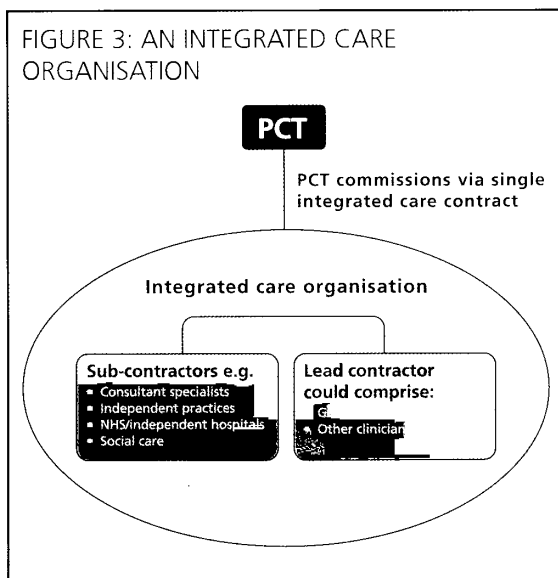 FIGURE 3: AN INTEGRATED CARE
ORGANISATION
PCT
PCT commissions via single
integrated care contract
Integrated care organisation
Sub-contractors e.g.
▪ Consultant specialists
▪ Independent practices
▪ NHS/independent hospitals
▪ Social care
Lead contractor
could comprise:
▪ Other clinician